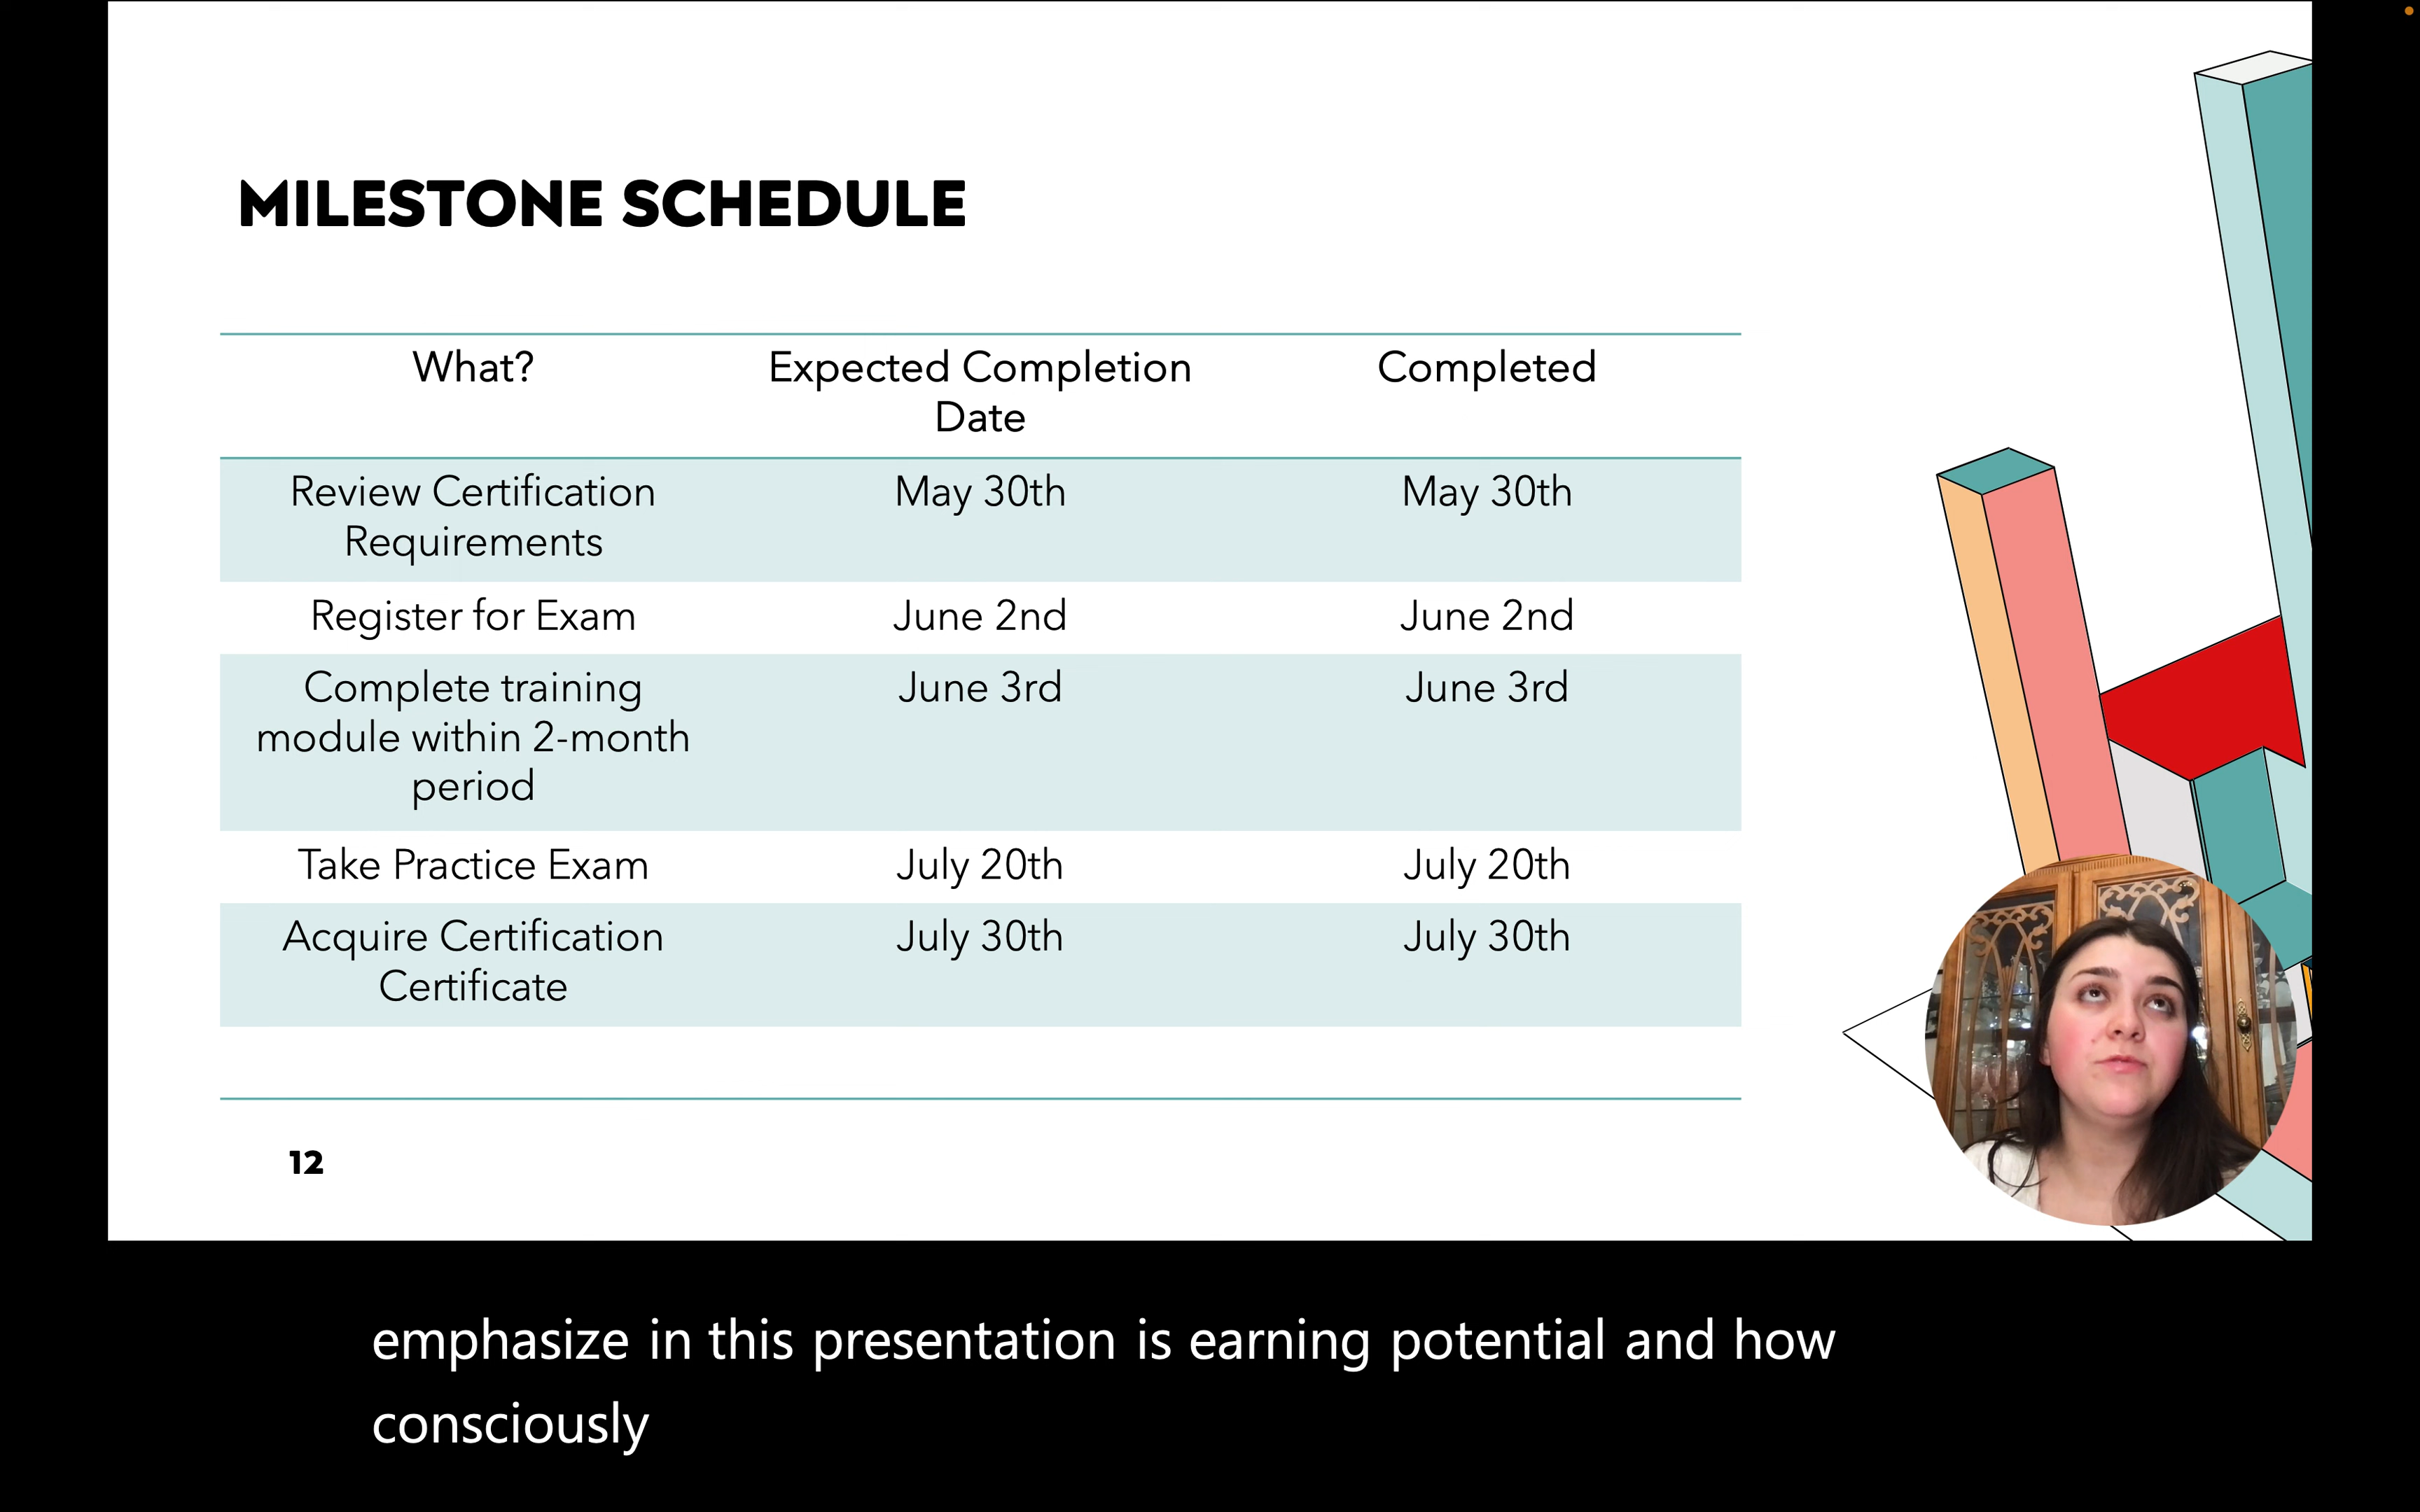 MILESTONE SCHEDULE
What?
Expected Completion
Date
Completed
Review Certification
Requirements
May 30th
May 30th
Register for Exam
June 2nd
June 2nd
Complete training
module within 2-month
period
June 3rd
June 3rd
Take Practice Exam
July 20th
July 20th
Acquire Certification
Certificate
July 30th
July 30th
12
emphasize in this presentation is earning potential and how
consciously